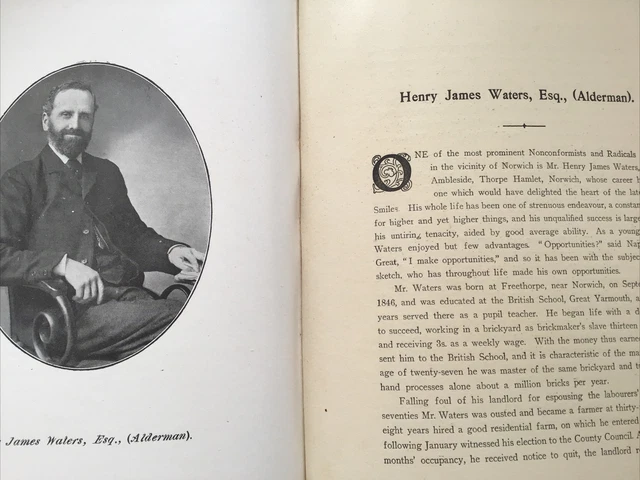 James Waters, Esq., (Alderman).
Henry James Waters, Esq., (Alderman).
ONE of the most prominent Nonconformists and Radicals
in the vicinity of Norwich is Mr. Henry James Waters,
Ambleside, Thorpe Hamlet, Norwich, whose career
one which would have delighted the heart of the late
Smiles. His whole life has been one of strenuous endeavour, a
for higher and yet higher things, and his unqualified success is
his untiring tenacity, aided by good average ability. As a
Waters enjoyed but few advantages. "Opportunities?" said
Great, "I make opportunities," and so it has been with the
sketch, who has throughout life made his own opportunities.
Mr. Waters was born at Freethorpe, near Norwich, on
1846, and was educated at the British School, Great Yarmouth,
years served there as a pupil teacher. He began life with a
to succeed, working in a brickyard as brickmaker's slave thirteen
and receiving 3s. as a weekly wage. With the money thus
sent him to the British School, and it is characteristic of the
age of twenty-seven he was master of the same brickyard and
hand processes alone about a million bricks per year.
Falling foul of his landlord for espousing the labourers'
seventies Mr. Waters was ousted and became a farmer at thirty-
eight years hired a good residential farm, on which he entered
following January witnessed his election to the County Council.
months' occupancy, he received notice to quit, the landlord